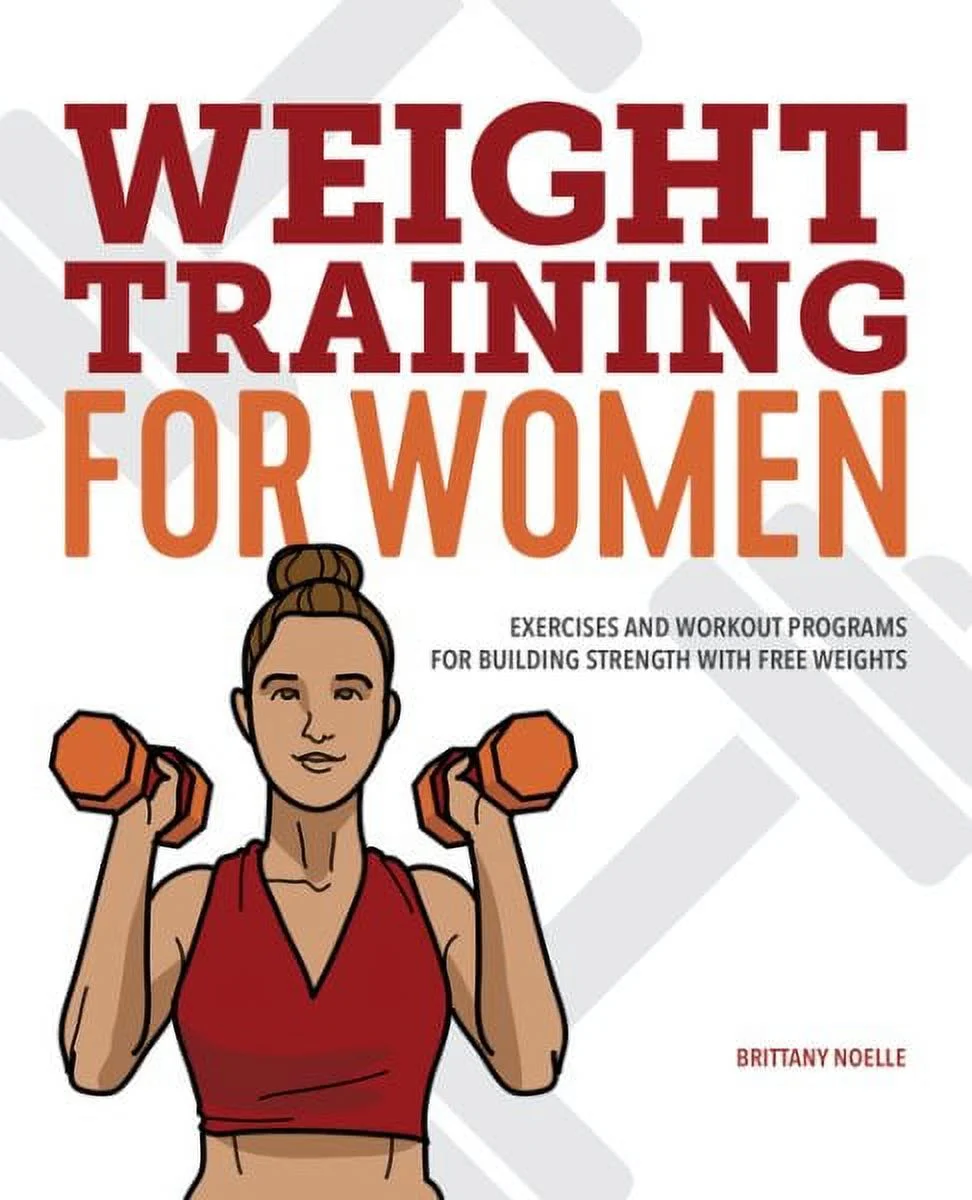 WEIGHT
TRAINING
FOR WOMEN
EXERCISES AND WORKOUT PROGRAMS
FOR BUILDING STRENGTH WITH FREE WEIGHTS
BRITTANY NOELLE